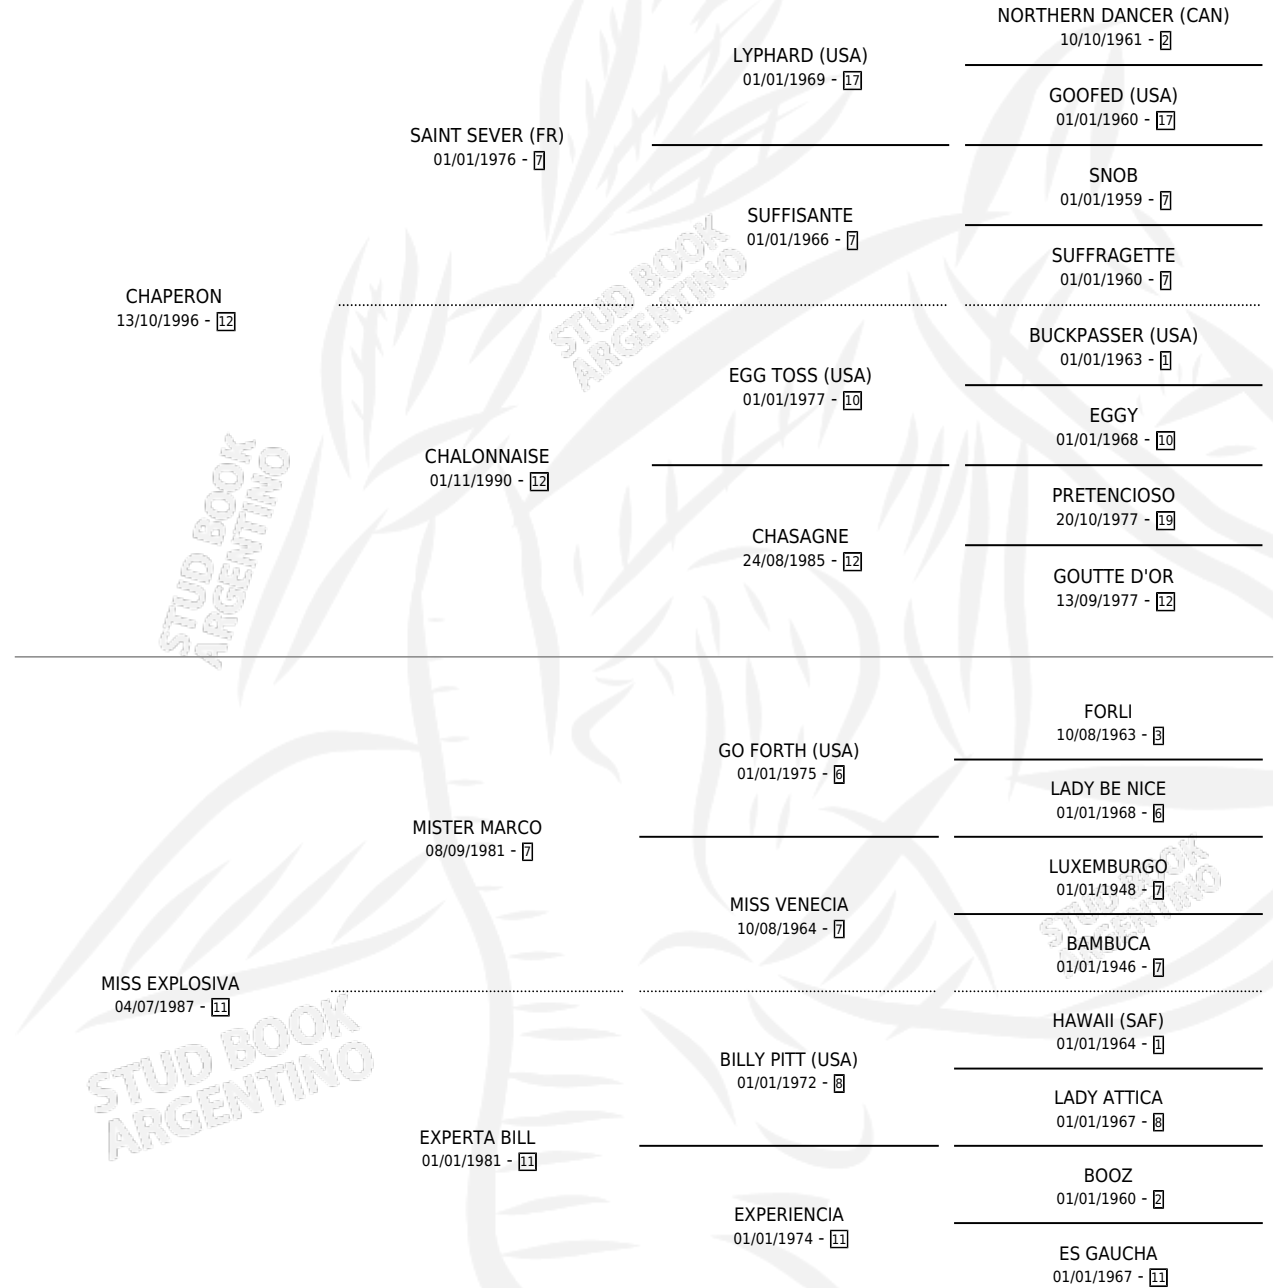 NORTHERN DANCER (CAN)
10/10/1961 - 2
LYPHARD (USA)
01/01/1969 - 17
GOOFED (USA)
01/01/1960 - 17
SAINT SEVER (FR)
01/01/1976 - 7
SNOB
01/01/1959 - 7
SUFFISANTE
01/01/1966 - 7
SUFFRAGETTE
01/01/1960 - 7
CHAPERON
13/10/1996 - 12
BUCKPASSER (USA)
01/01/1963 - 1
EGG TOSS (USA)
01/01/1977 - 10
EGGY
01/01/1968 - 10
CHALONNAISE
01/11/1990 - 12
PRETENCIOSO
20/10/1977 - 19
CHASAGNE
24/08/1985 - 12
GOUTTE D'OR
13/09/1977 - 12
FORLI
10/08/1963 - 3
GO FORTH (USA)
01/01/1975 - 6
LADY BE NICE
01/01/1968 - 6
MISTER MARCO
08/09/1981 - 7
LUXEMBURGO
01/01/1948 - 7
MISS VENECIA
10/08/1964 - 7
BAMBUCA
01/01/1946 - 7
MISS EXPLOSIVA
04/07/1987 - 11
HAWAII (SAF)
01/01/1964 - 1
BILLY PITT (USA)
01/01/1972 - 8
LADY ATTICA
01/01/1967 - 8
EXPERTA BILL
01/01/1981 - 11
BOOZ
01/01/1960 - 2
EXPERIENCIA
01/01/1974 - 11
ES GAUCHA
01/01/1967 - 11
STUD BOOK
ARGENTINO
STUD BOOK
ARGENTINO
STUD BOOK
ARGENTINO
STUD BOOK
ARGENTINO